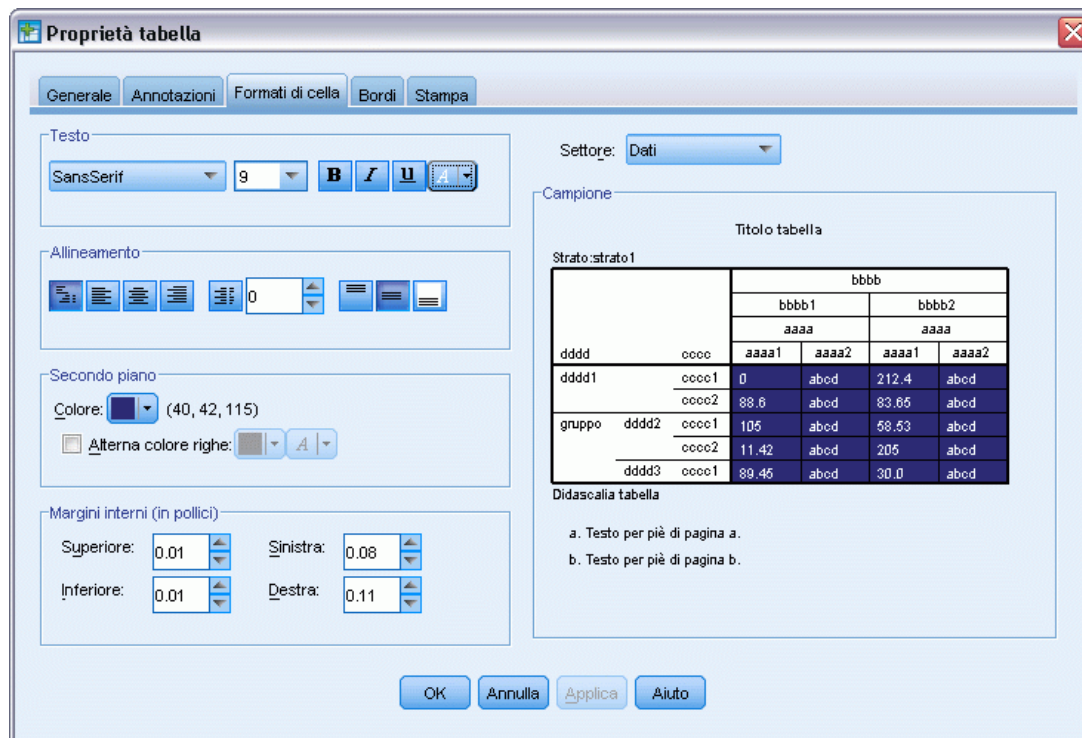 Proprietà tabella
Generale Annotazioni Formati di cella Bordi Stampa
Testo
SansSerif 9 B I u A
Allineamento
0
Secondo piano
Colore: (40, 42, 115)
Alterna colore righe: A
Margini interni (in pollici)
Superiore: 0.01 Sinistra: 0.08
Inferiore: 0.01 Destra: 0.11
Settore: Dati
Campione
Titolo tabella
Strato:strato1
bbbb
bbbb1 bbbb2
aaaa aaaa
dddd cccc aaaa1 aaaa2 aaaa1 aaaa2
dddd1 cccc1 0 abcd 212.4 abcd
cccc2 88.6 abcd 83.65 abcd
gruppo dddd2 cccc1 105 abcd 58.53 abcd
cccc2 11.42 abcd 205 abcd
dddd3 cccc1 89.45 abcd 30.0 abcd
Didascalia tabella
a. Testo per piè di pagina a.
b. Testo per piè di pagina b.
OK Annulla Applica Aiuto